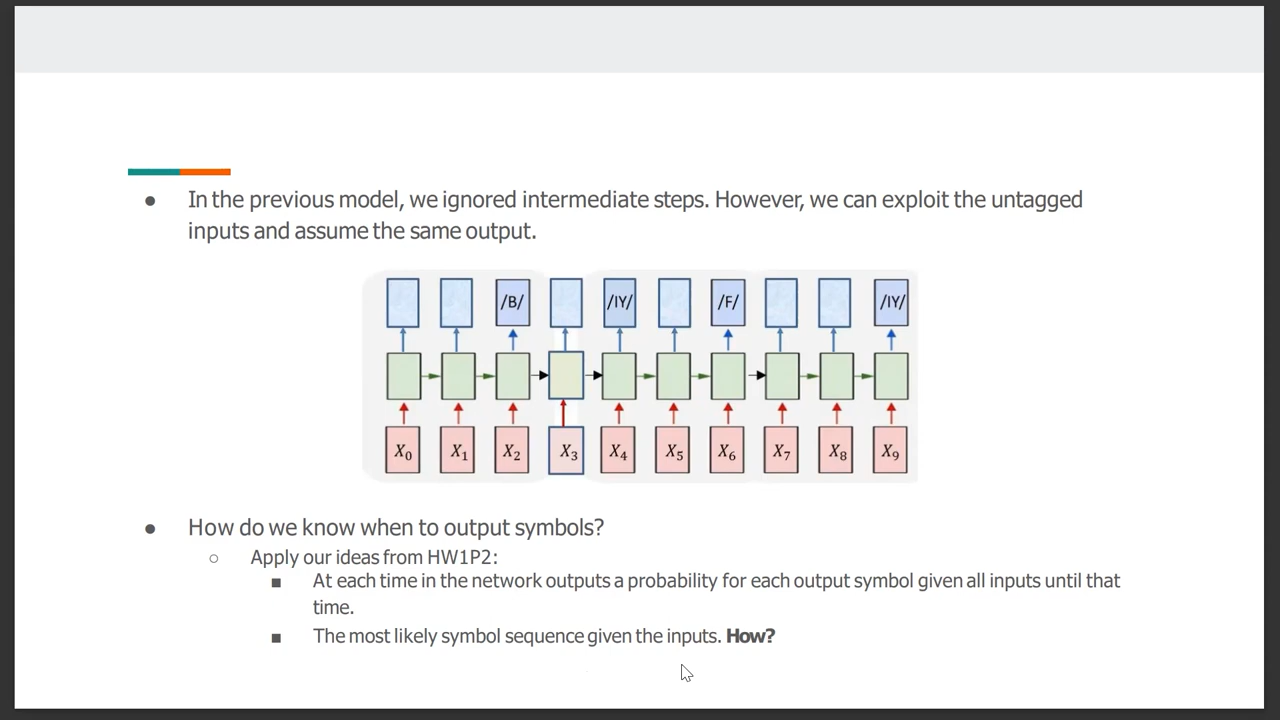 ● In the previous model, we ignored intermediate steps. However, we can exploit the untagged
inputs and assume the same output.
/B/ /IY/ /F/ /IY/
X₀ X₁ X₂ X₃ X₄ X₅ X₆ X₇ X₈ X₉
● How do we know when to output symbols?
○ Apply our ideas from HW1P2:
■ At each time in the network outputs a probability for each output symbol given all inputs until that
time.
■ The most likely symbol sequence given the inputs. How?